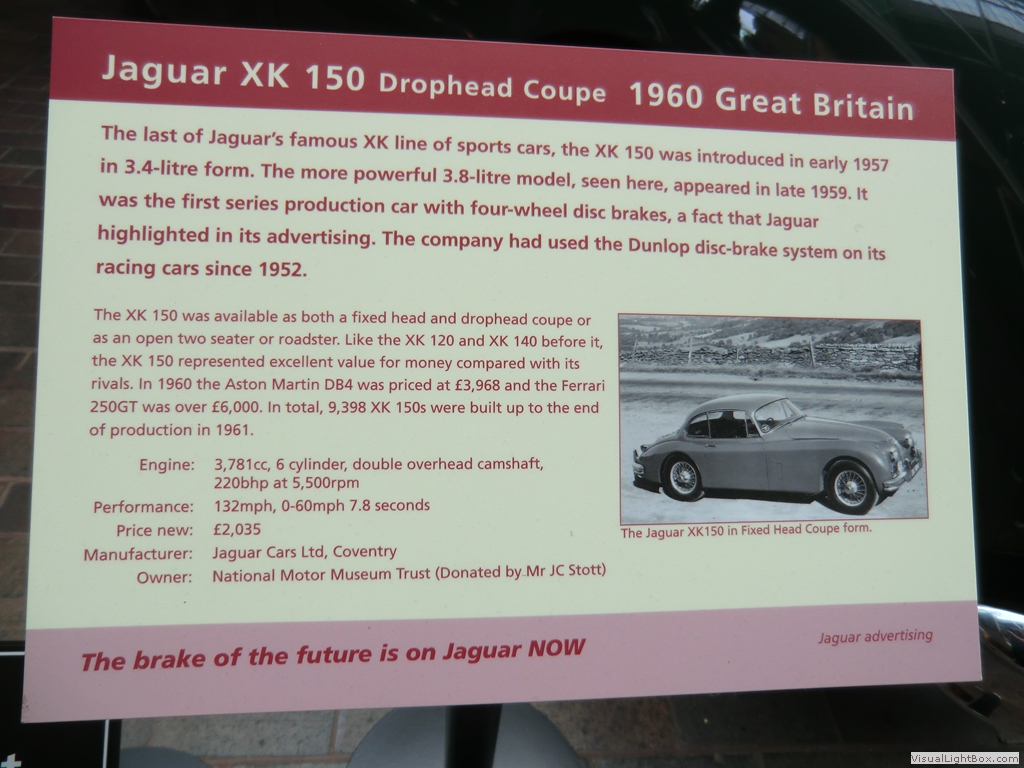 Jaguar XK 150 Drophead Coupe 1960 Great Britain
The last of Jaguar's famous XK line of sports cars, the XK 150 was introduced in early 1957
in 3.4-litre form. The more powerful 3.8-litre model, seen here, appeared in late 1959. It
was the first series production car with four-wheel disc brakes, a fact that Jaguar
highlighted in its advertising. The company had used the Dunlop disc-brake system on its
racing cars since 1952.
The XK 150 was available as both a fixed head and drophead coupe or
as an open two seater or roadster. Like the XK 120 and XK 140 before it,
the XK 150 represented excellent value for money compared with its
rivals. In 1960 the Aston Martin DB4 was priced at £3,968 and the Ferrari
250GT was over £6,000. In total, 9,398 XK 150s were built up to the end
of production in 1961.
Engine: 3,781cc, 6 cylinder, double overhead camshaft,
220bhp at 5,500rpm
Performance: 132mph, 0-60mph 7.8 seconds
Price new: £2,035
Manufacturer: Jaguar Cars Ltd, Coventry
Owner: National Motor Museum Trust (Donated by Mr JC Stott)
The Jaguar XK150 in Fixed Head Coupe form.
The brake of the future is on Jaguar NOW
Jaguar advertising
VisualLightBox.com